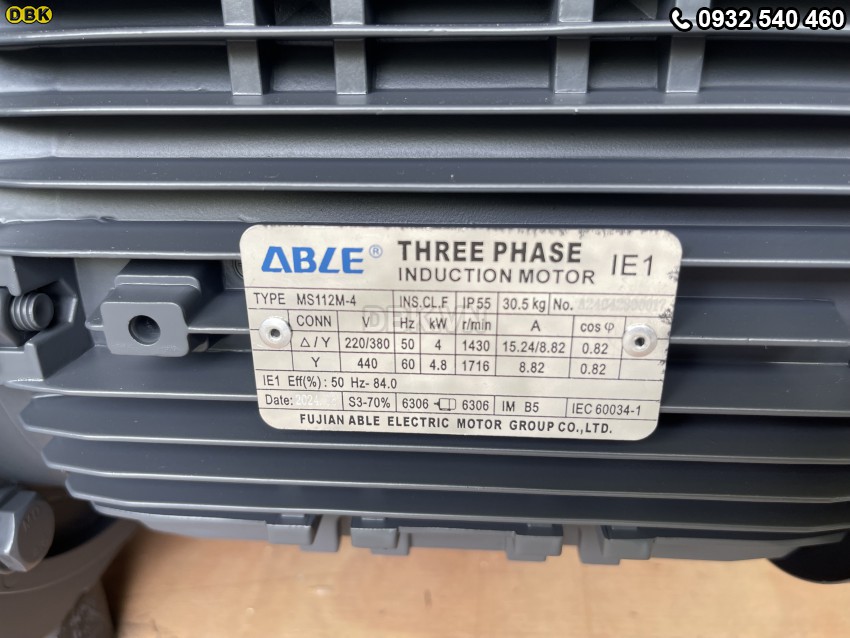 DBK
0932 540 460
ABLE® THREE PHASE INDUCTION MOTOR IE1
TYPE MS112M-4 INS.CL.F IP55 30.5kg No.
CONN V Hz kW r/min A cos φ
△/Y 220/380 50 4 1430 15.24/8.82 0.82
Y 440 60 4.8 1716 8.82 0.82
IE1 Eff(%): 50 Hz- 84.0
Date: S3-70% 6306 6306 IM B5 IEC 60034-1
FUJIAN ABLE ELECTRIC MOTOR GROUP CO.,LTD.